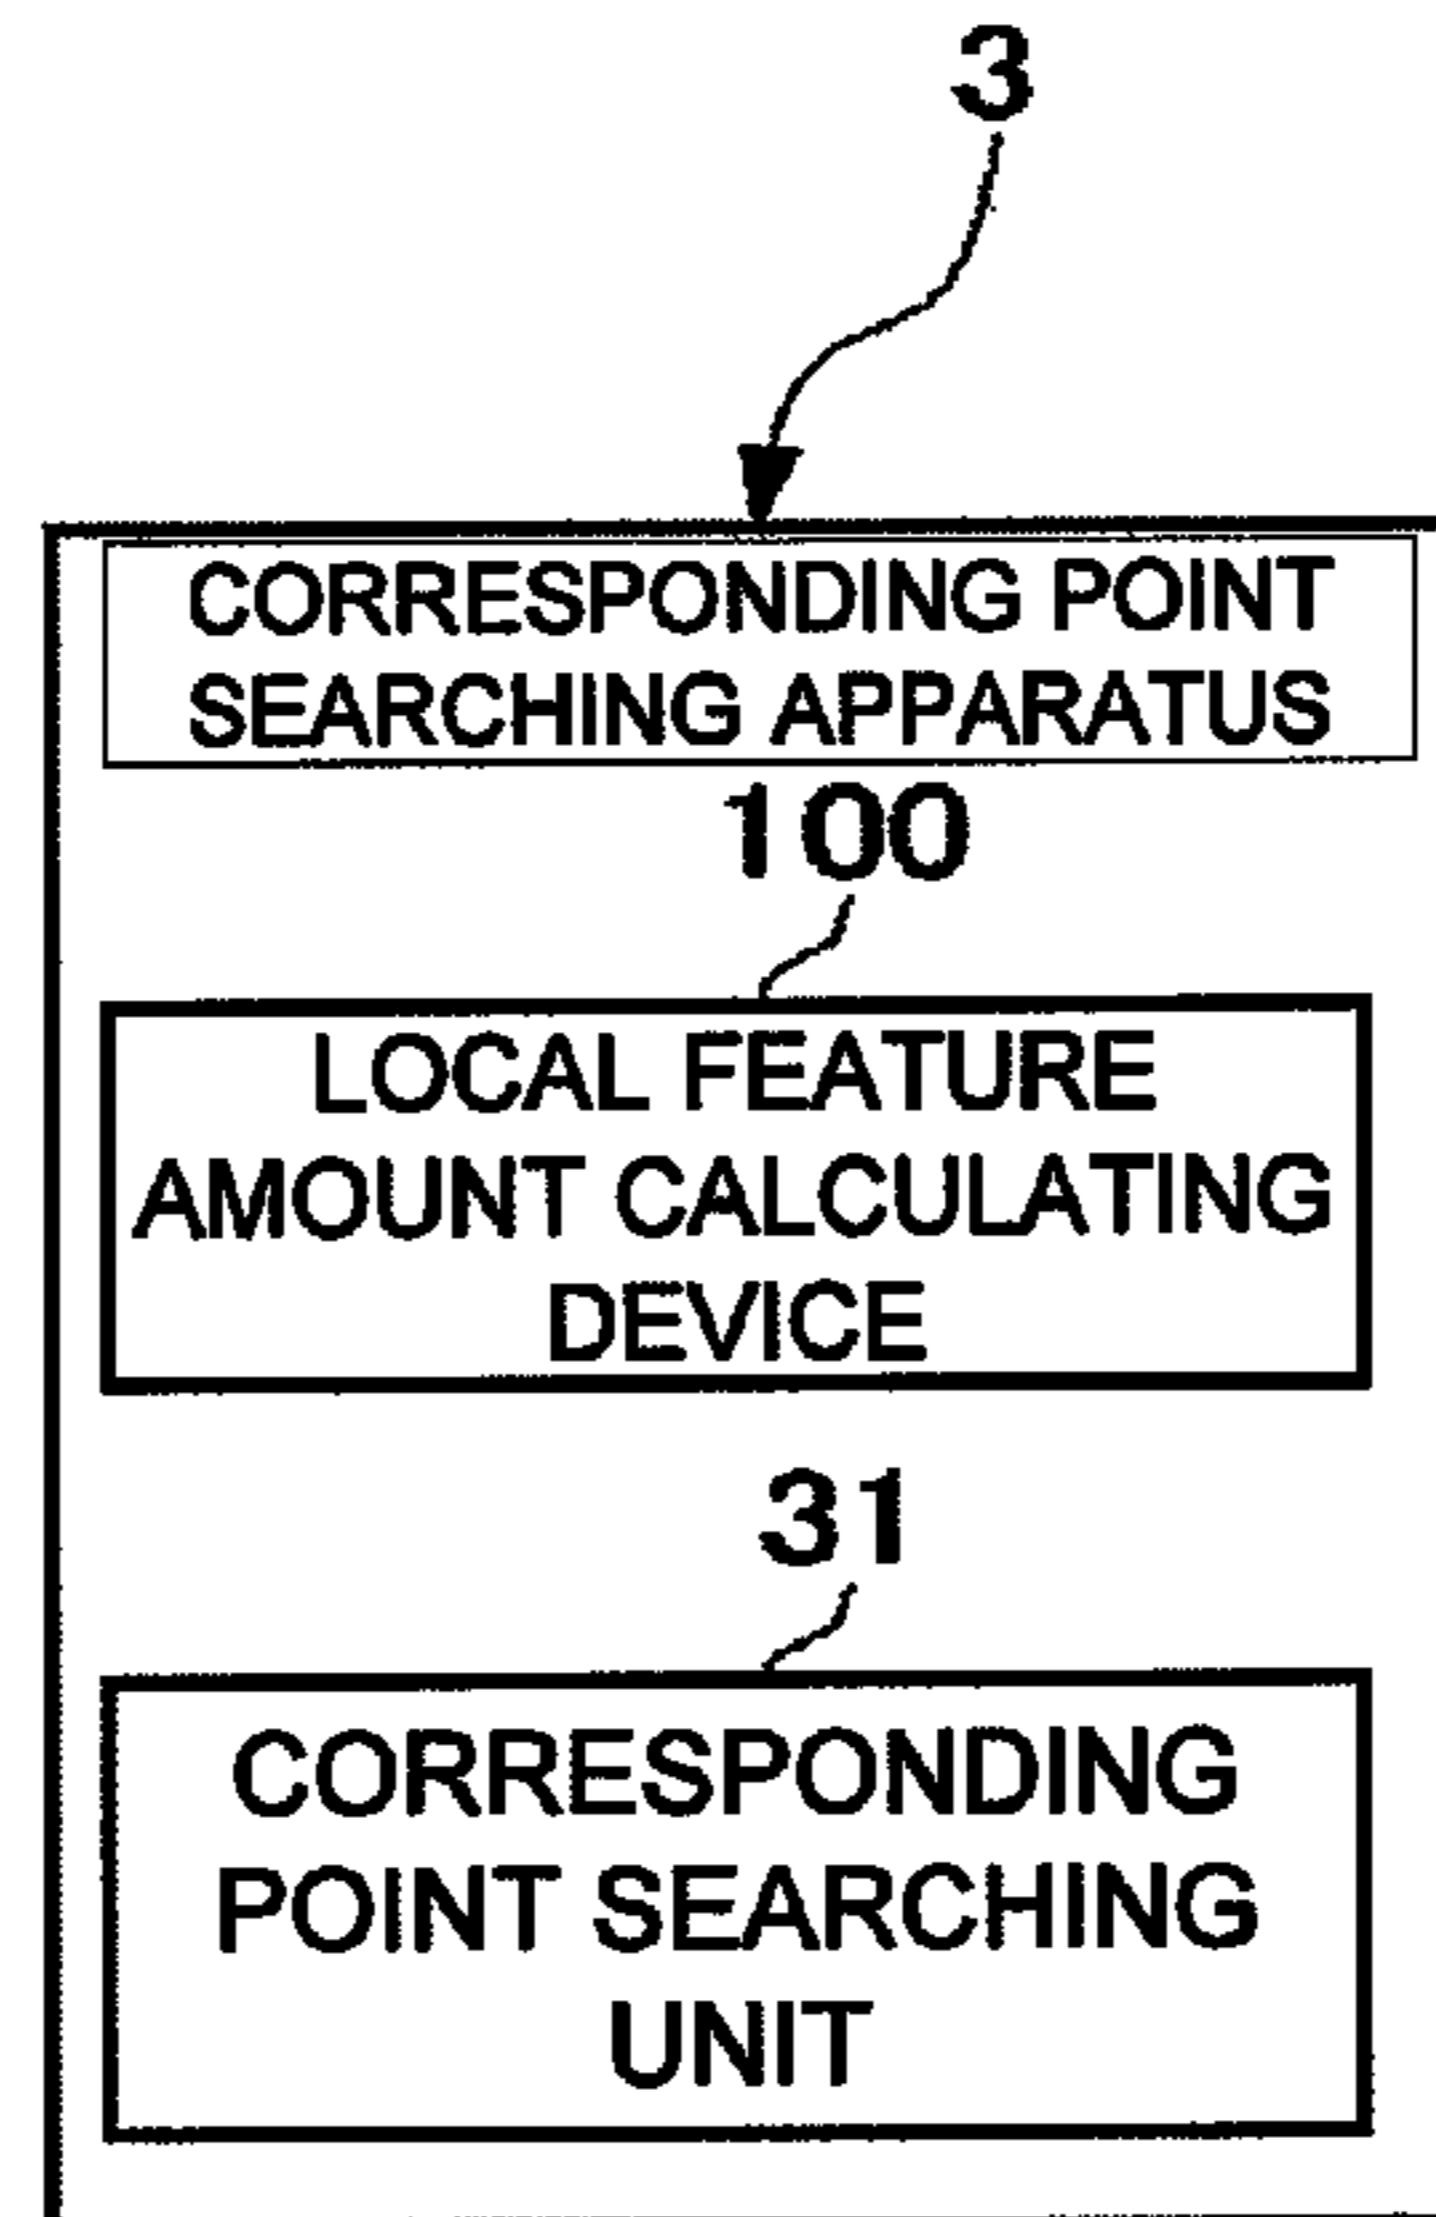 3
CORRESPONDING POINT
SEARCHING APPARATUS
100
LOCAL FEATURE
AMOUNT CALCULATING
DEVICE
31
CORRESPONDING
POINT SEARCHING
UNIT